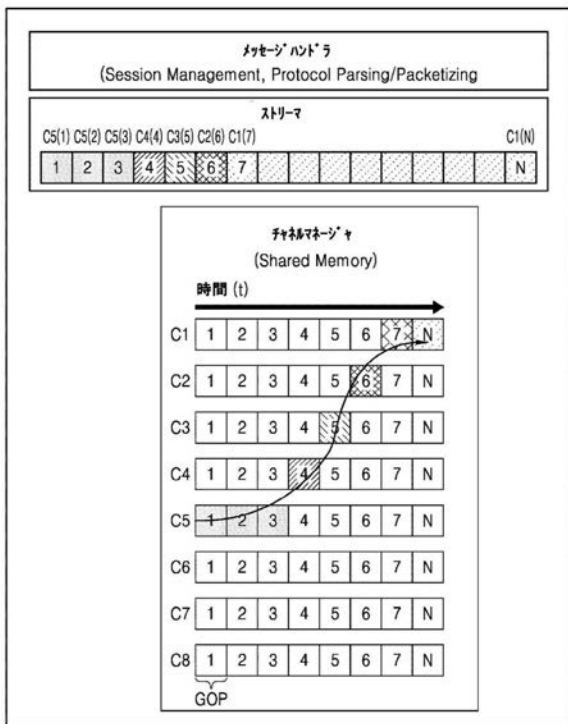 メッセージハンドラ
(Session Management, Protocol Parsing/Packetizing
ストリーマ
C5(1) C5(2) C5(3) C4(4) C3(5) C2(6) C1(7) C1(N)
1 2 3 4 5 6 7 N
チャネルマネージャ
(Shared Memory)
時間 (t)
C1 1 2 3 4 5 6 7 N
C2 1 2 3 4 5 6 7 N
C3 1 2 3 4 5 6 7 N
C4 1 2 3 4 5 6 7 N
C5 1 2 3 4 5 6 7 N
C6 1 2 3 4 5 6 7 N
C7 1 2 3 4 5 6 7 N
C8 1 2 3 4 5 6 7 N
GOP